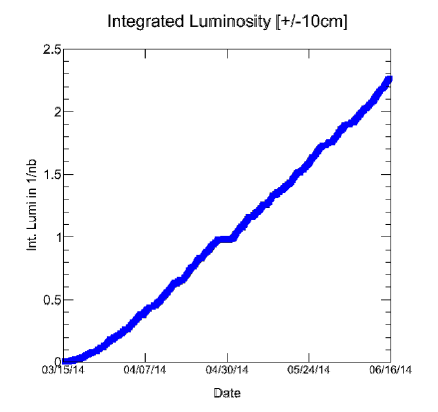 Integrated Luminosity [+/-10cm]
2.5
2
1.5
1
0.5
0
Int. Lumi in 1/nb
03/15/14 04/07/14 04/30/14 05/24/14 06/16/14
Date